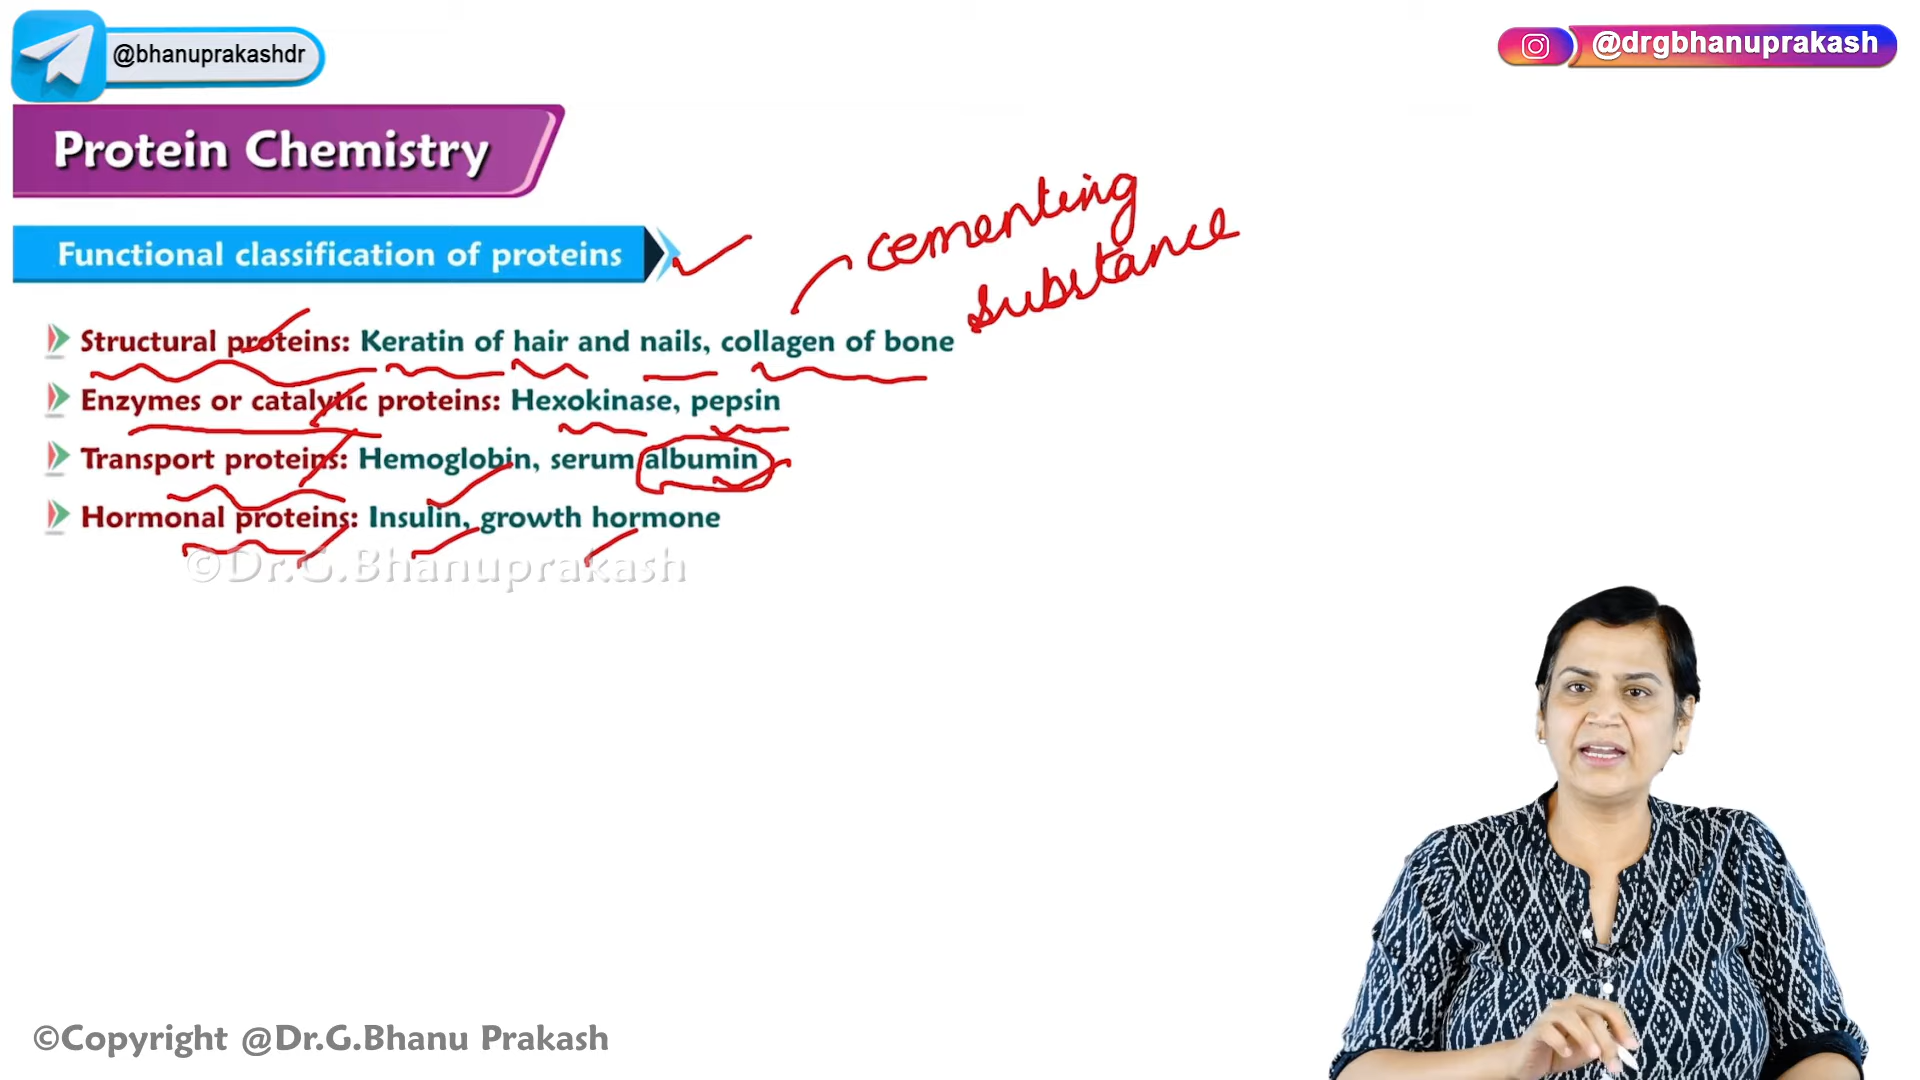 @bhanuprakashdr
@drgbhanuprakash
Protein Chemistry
Functional classification of proteins
cementing
substance
Structural proteins: Keratin of hair and nails, collagen of bone
Enzymes or catalytic proteins: Hexokinase, pepsin
Transport proteins: Hemoglobin, serum albumin
Hormonal proteins: Insulin, growth hormone
©Dr.G.Bhanuprakash
©Copyright @Dr.G.Bhanu Prakash